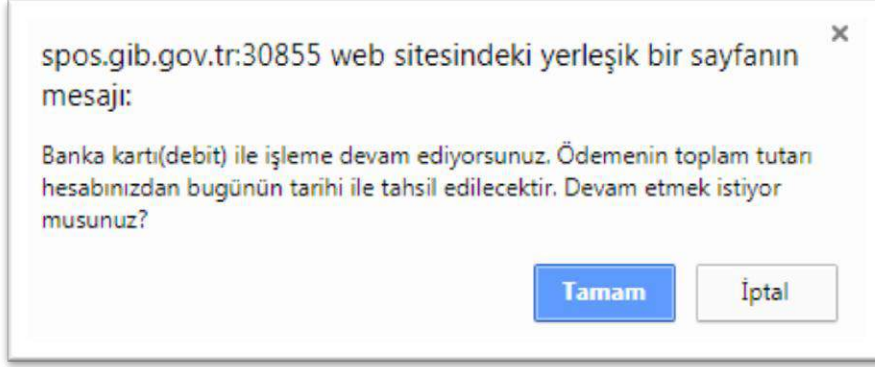 spos.gib.gov.tr:30855 web sitesindeki yerleşik bir sayfanın
mesajı:
Banka kartı(debit) ile işleme devam ediyorsunuz. Ödemenin toplam tutarı
hesabınızdan bugünün tarihi ile tahsil edilecektir. Devam etmek istiyor
musunuz?
Tamam
İptal